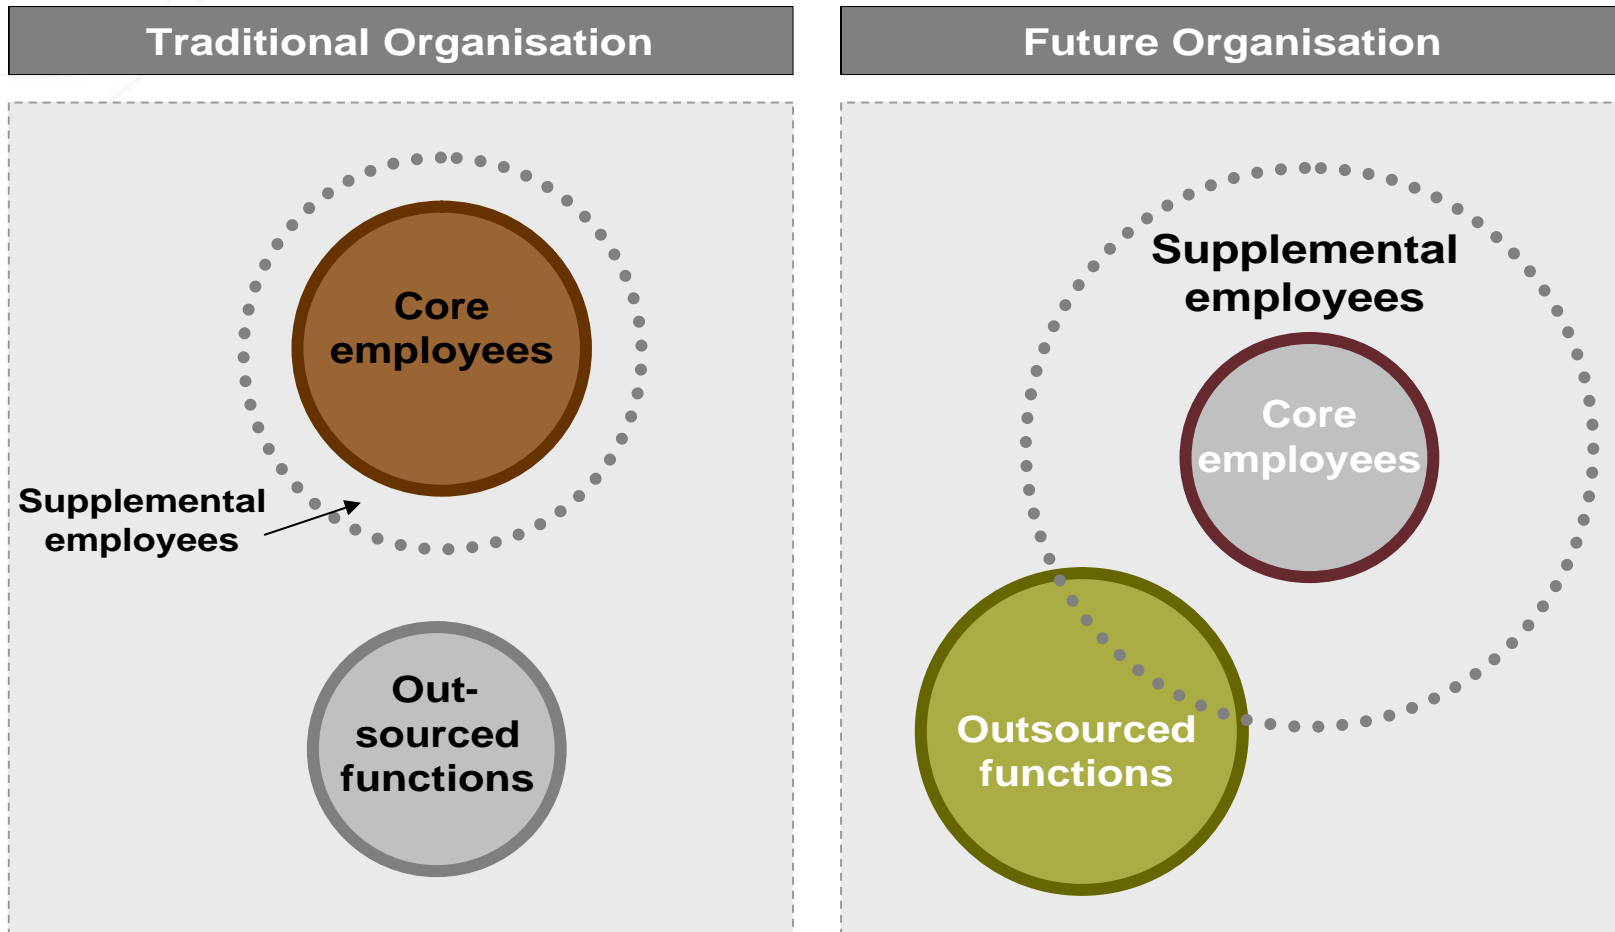 Traditional Organisation
Core
employees
Supplemental
employees
Out-
sourced
functions
Future Organisation
Supplemental
employees
Core
employees
Outsourced
functions